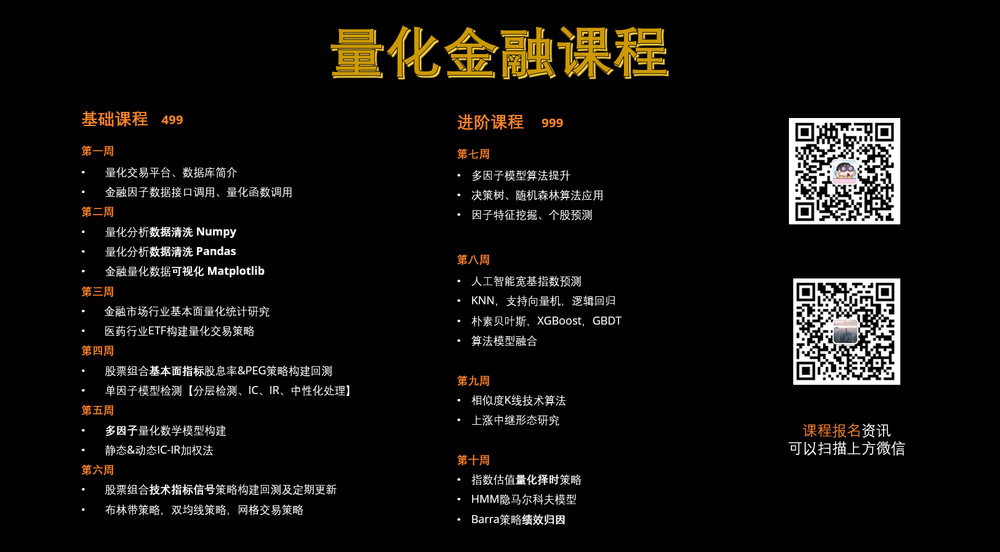 量化金融课程
基础课程 499
第一周
• 量化交易平台、数据库简介
• 金融因子数据接口调用、量化函数调用
第二周
• 量化分析数据清洗 Numpy
• 量化分析数据清洗 Pandas
• 金融量化数据可视化 Matplotlib
第三周
• 金融市场行业基本面量化统计研究
• 医药行业ETF构建量化交易策略
第四周
• 股票组合基本面指标股息率&PEG策略构建回测
• 单因子模型检测【分层检测、IC、IR、中性化处理】
第五周
• 多因子量化数学模型构建
• 静态&动态IC-IR加权法
第六周
• 股票组合技术指标信号策略构建回测及定期更新
• 布林带策略，双均线策略，网格交易策略
进阶课程 999
第七周
• 多因子模型算法提升
• 决策树、随机森林算法应用
• 因子特征挖掘、个股预测
第八周
• 人工智能宽基指数预测
• KNN，支持向量机，逻辑回归
• 朴素贝叶斯，XGBoost，GBDT
• 算法模型融合
第九周
• 相似度K线技术算法
• 上涨中继形态研究
第十周
• 指数估值量化择时策略
• HMM隐马尔科夫模型
• Barra策略绩效归因
课程报名资讯
可以扫描上方微信